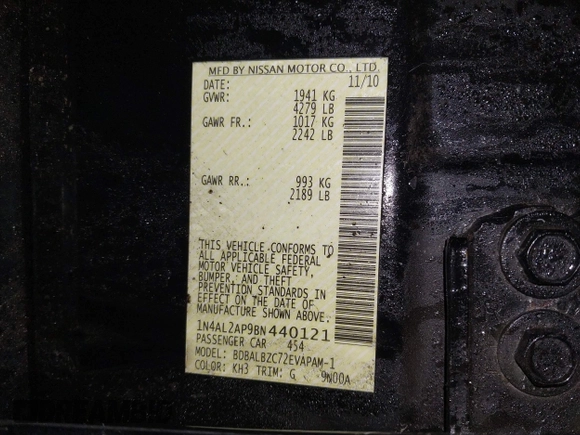 MFD BY NISSAN MOTOR CO., LTD.
DATE: 11/10
GVWR: 1941 KG
4279 LB
GAWR FR.: 1017 KG
2242 LB
GAWR RR.: 993 KG
2189 LB
THIS VEHICLE CONFORMS TO
ALL APPLICABLE FEDERAL
MOTOR VEHICLE SAFETY,
BUMPER, AND THEFT
PREVENTION STANDARDS IN
EFFECT ON THE DATE OF
MANUFACTURE SHOWN ABOVE.
1N4AL2AP9BN440121
PASSENGER CAR 454
MODEL: BDBALBZC72EVAPAM-1
COLOR: KH3 TRIM: G 9N00A